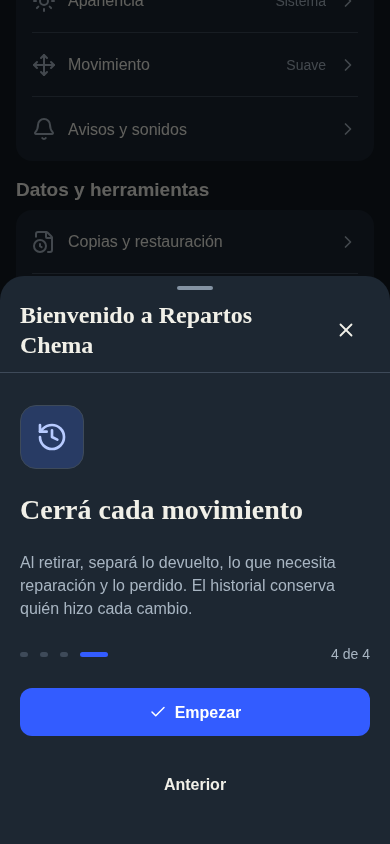 Apariencia
Sistema
Movimiento
Suave
Avisos y sonidos
Datos y herramientas
Copias y restauración
Bienvenido a Repartos
Chema
Cerrá cada movimiento
Al retirar, separá lo devuelto, lo que necesita
reparación y lo perdido. El historial conserva
quién hizo cada cambio.
4 de 4
Empezar
Anterior